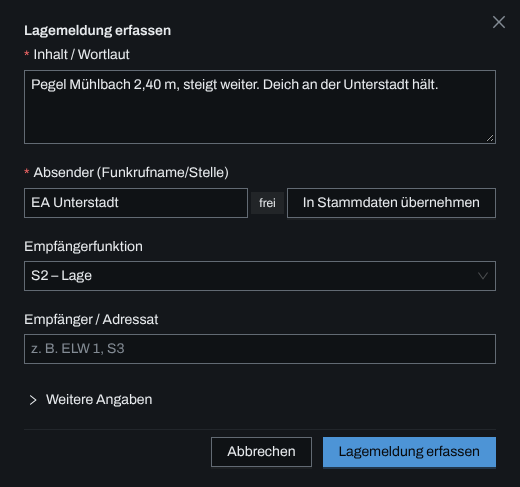 Lagemeldung erfassen
* Inhalt / Wortlaut
Pegel Mühlbach 2,40 m, steigt weiter. Deich an der Unterstadt hält.
* Absender (Funkrufname/Stelle)
EA Unterstadt frei In Stammdaten übernehmen
Empfängerfunktion
S2 – Lage
Empfänger / Adressat
z. B. ELW 1, S3
Weitere Angaben
Abbrechen Lagemeldung erfassen